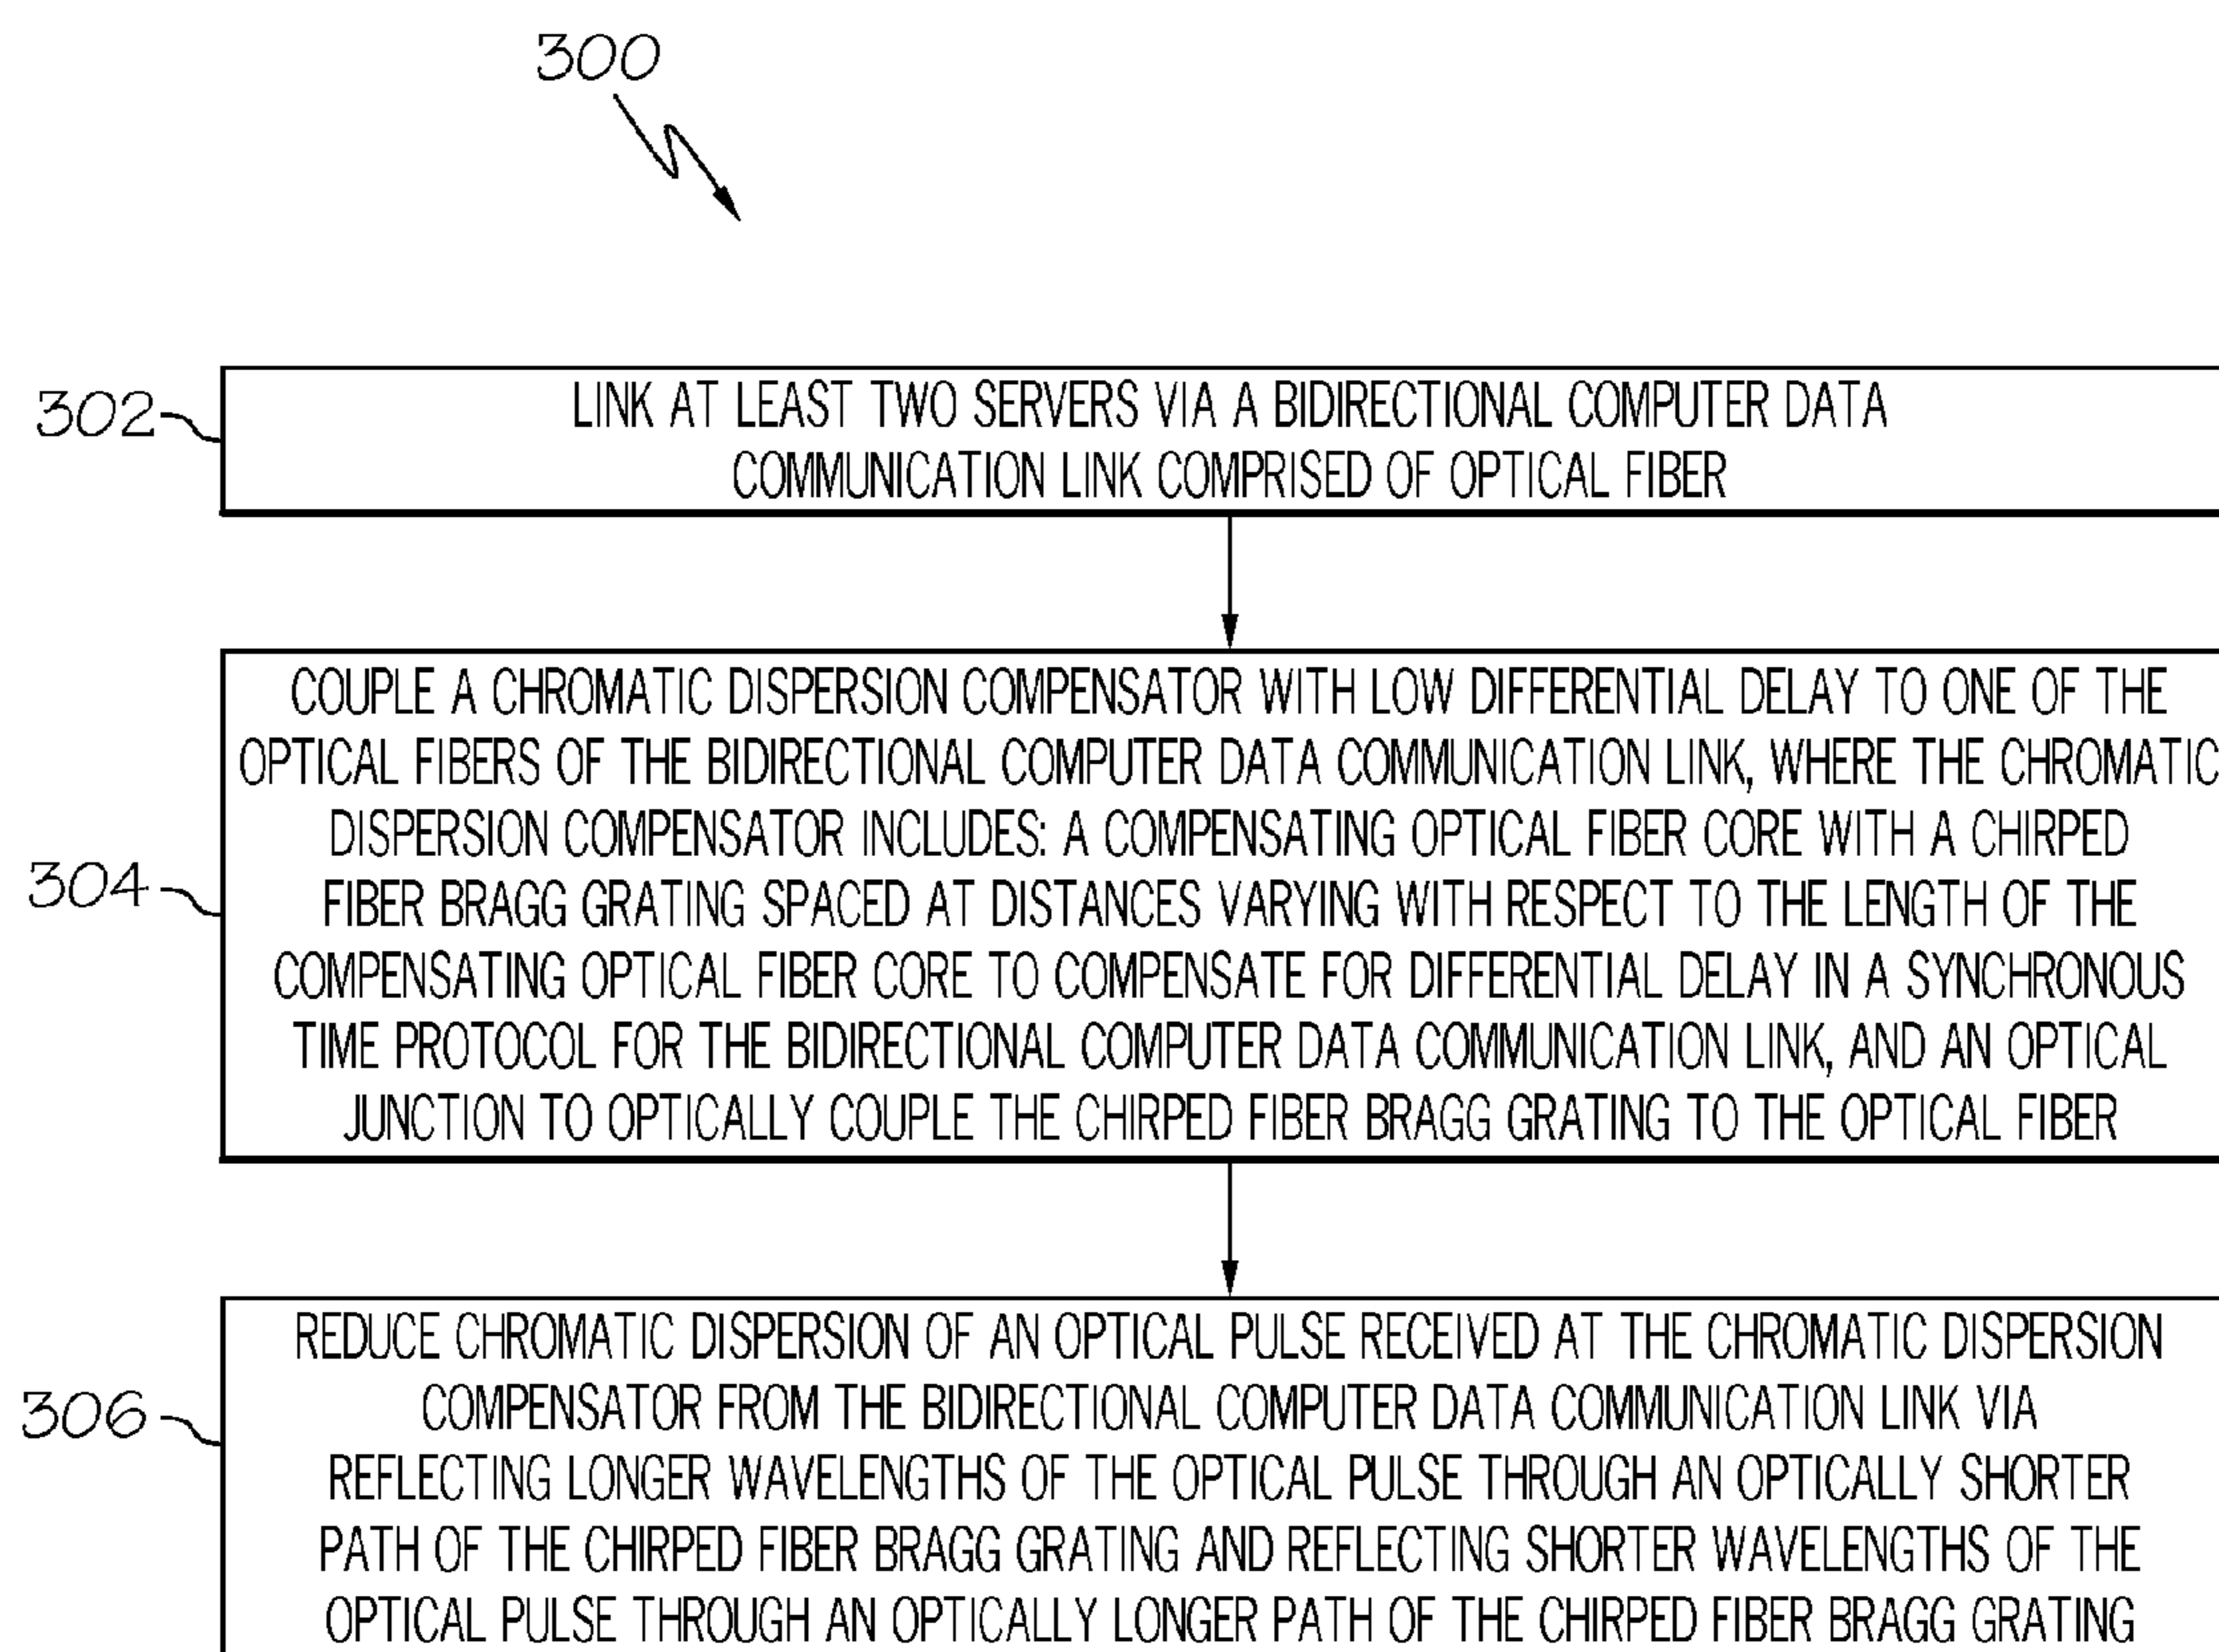 300
302
LINK AT LEAST TWO SERVERS VIA A BIDIRECTIONAL COMPUTER DATA
COMMUNICATION LINK COMPRISED OF OPTICAL FIBER
304
COUPLE A CHROMATIC DISPERSION COMPENSATOR WITH LOW DIFFERENTIAL DELAY TO ONE OF THE
OPTICAL FIBERS OF THE BIDIRECTIONAL COMPUTER DATA COMMUNICATION LINK, WHERE THE CHROMATIC
DISPERSION COMPENSATOR INCLUDES: A COMPENSATING OPTICAL FIBER CORE WITH A CHIRPED
FIBER BRAGG GRATING SPACED AT DISTANCES VARYING WITH RESPECT TO THE LENGTH OF THE
COMPENSATING OPTICAL FIBER CORE TO COMPENSATE FOR DIFFERENTIAL DELAY IN A SYNCHRONOUS
TIME PROTOCOL FOR THE BIDIRECTIONAL COMPUTER DATA COMMUNICATION LINK, AND AN OPTICAL
JUNCTION TO OPTICALLY COUPLE THE CHIRPED FIBER BRAGG GRATING TO THE OPTICAL FIBER
306
REDUCE CHROMATIC DISPERSION OF AN OPTICAL PULSE RECEIVED AT THE CHROMATIC DISPERSION
COMPENSATOR FROM THE BIDIRECTIONAL COMPUTER DATA COMMUNICATION LINK VIA
REFLECTING LONGER WAVELENGTHS OF THE OPTICAL PULSE THROUGH AN OPTICALLY SHORTER
PATH OF THE CHIRPED FIBER BRAGG GRATING AND REFLECTING SHORTER WAVELENGTHS OF THE
OPTICAL PULSE THROUGH AN OPTICALLY LONGER PATH OF THE CHIRPED FIBER BRAGG GRATING